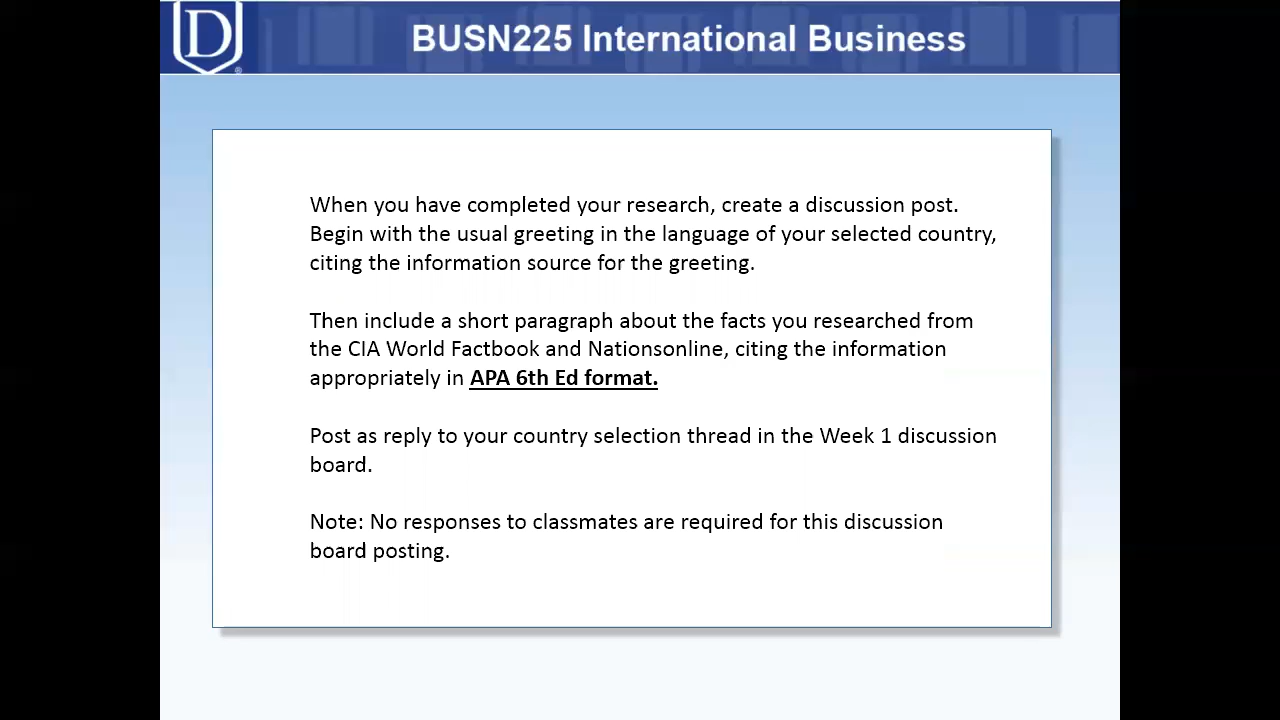 D
®
BUSN225 International Business
When you have completed your research, create a discussion post.
Begin with the usual greeting in the language of your selected country,
citing the information source for the greeting.
Then include a short paragraph about the facts you researched from
the CIA World Factbook and Nationsonline, citing the information
appropriately in APA 6th Ed format.
Post as reply to your country selection thread in the Week 1 discussion
board.
Note: No responses to classmates are required for this discussion
board posting.